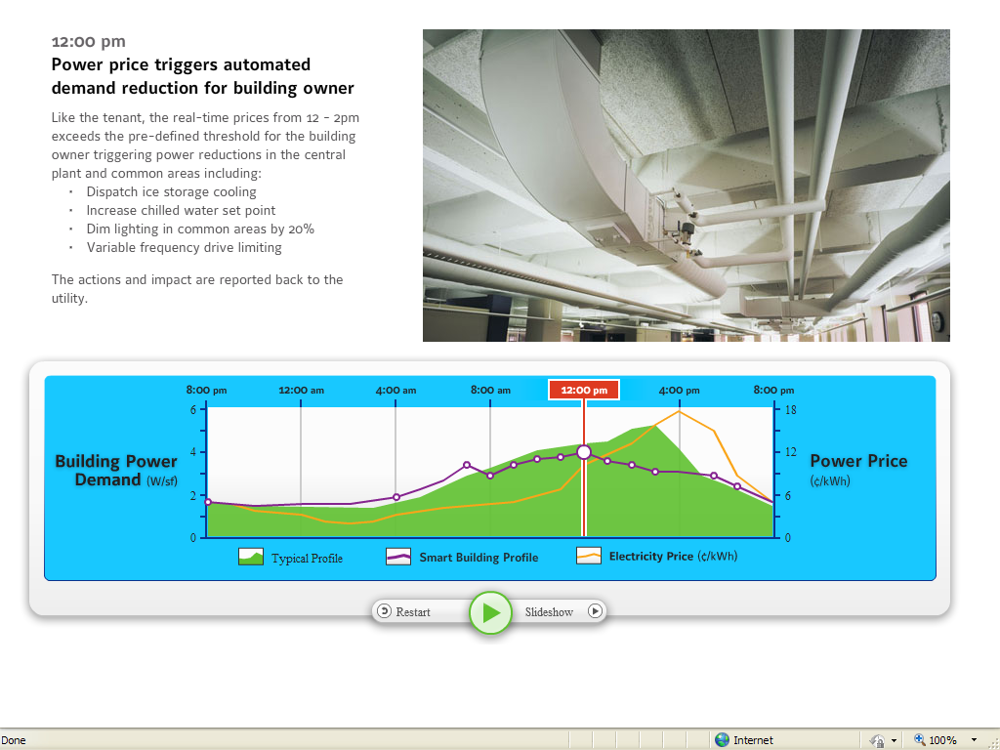 12:00 pm
Power price triggers automated
demand reduction for building owner
Like the tenant, the real-time prices from 12 - 2pm
exceeds the pre-defined threshold for the building
owner triggering power reductions in the central
plant and common areas including:
· Dispatch ice storage cooling
· Increase chilled water set point
· Dim lighting in common areas by 20%
· Variable frequency drive limiting
The actions and impact are reported back to the
utility.
8:00 pm 12:00 am 4:00 am 8:00 am 12:00 pm 4:00 pm 8:00 pm
6 18
4 12
Building Power Power Price
Demand (W/sf) (¢/kWh)
2 6
0 0
Typical Profile Smart Building Profile Electricity Price (¢/kWh)
Restart Slideshow
Done Internet 100%